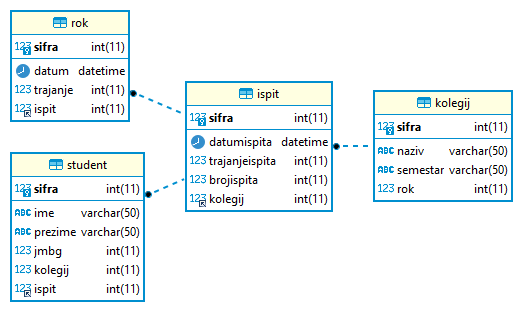 rok
123 sifra int(11)
datum datetime
123 trajanje int(11)
123 ispit int(11)
student
123 sifra int(11)
ABC ime varchar(50)
ABC prezime varchar(50)
123 jmbg int(11)
123 kolegij int(11)
123 ispit int(11)
ispit
123 sifra int(11)
datumispita datetime
123 trajanjeispita int(11)
123 brojispita int(11)
123 kolegij int(11)
kolegij
123 sifra int(11)
ABC naziv varchar(50)
ABC semestar varchar(50)
123 rok int(11)